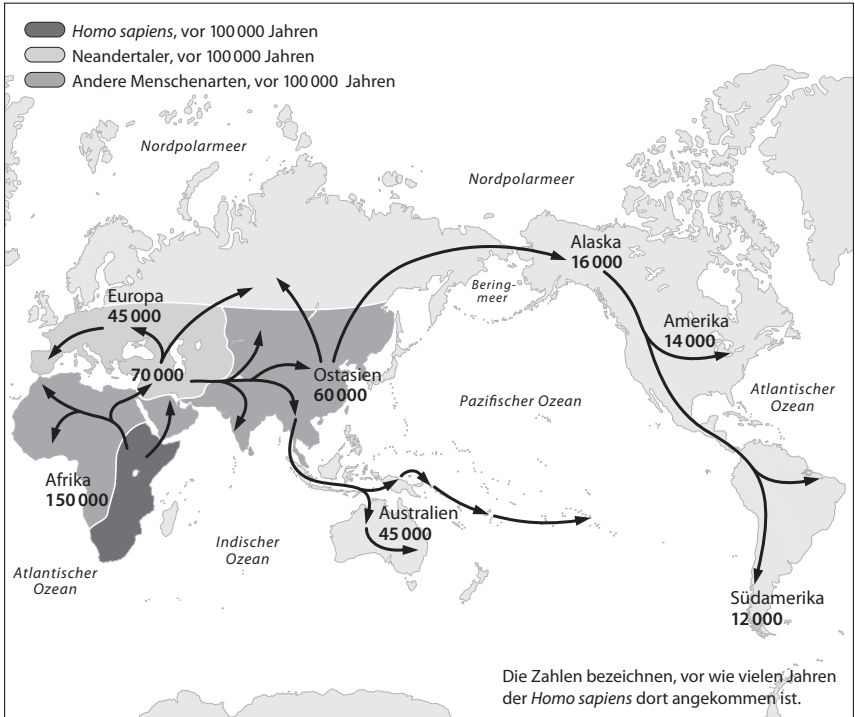 Homo sapiens, vor 100 000 Jahren
Neandertaler, vor 100 000 Jahren
Andere Menschenarten, vor 100 000 Jahren
Nordpolarmeer
Nordpolarmeer
Alaska
16 000
Bering-
meer
Europa
45 000
Amerika
14 000
70 000
Ostasien
60 000
Atlantischer
Ozean
Pazifischer Ozean
Afrika
150 000
Australien
45 000
Indischer
Ozean
Atlantischer
Ozean
Südamerika
12 000
Die Zahlen bezeichnen, vor wie vielen Jahren
der Homo sapiens dort angekommen ist.